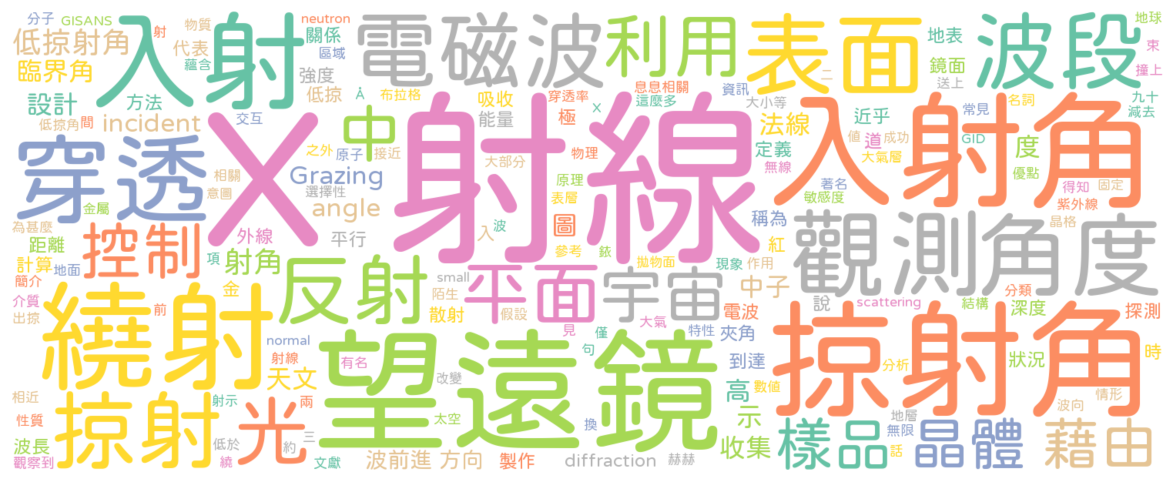 分子 GISANS 入射 物質 射 neutron 關係 電磁波 利用 表面 地表 波段 地球 束
低掠射角 代表 蘊含 區域 鏡面 撞上
臨界角 強度 息息相關 資訊 二 送上
設計 方法 低掠 Å 布拉格 吸收 穿透率 這麼多 X 大小等 近乎 常見 名詞 九十 減去
低掠角 間 incident 交互 中 能量 極 法線 道 值 成功
穿透 X射線 之外 原子 接近 大部分 物理 定義 大氣層 GID 度 優點 入射角
相關 Grazing 原理 無線 著名 得知 固定
金屬 意圖 選擇性 angle 表層 敏感度 紫外線
為甚麼 控制 外線 平行 入 波 圖 稱為 觀測角度 晶格
距離 項 射角 參考 銥 紅
計算 地面 反射 small 平面 拋物面 宇宙 現象 作用 中子
簡介 金 陌生 說 scattering 分類 結構 深度 探測
介質 繞射 前 散射 假設 大氣 電波
出掠 normal 見 僅 特性 夾角 掠射角
射線 有名 望遠鏡 句 到達 狀況 時
天文 改變 分析
相近 掠射 射示 光 兩 太空 換 高 數值 情形
性質 示 地層 波向
波長 低於 約 三 收集 樣品 無限 晶體 藉由
觀察到 繞 文獻 波前進 方向 製作 diffraction 赫赫 話